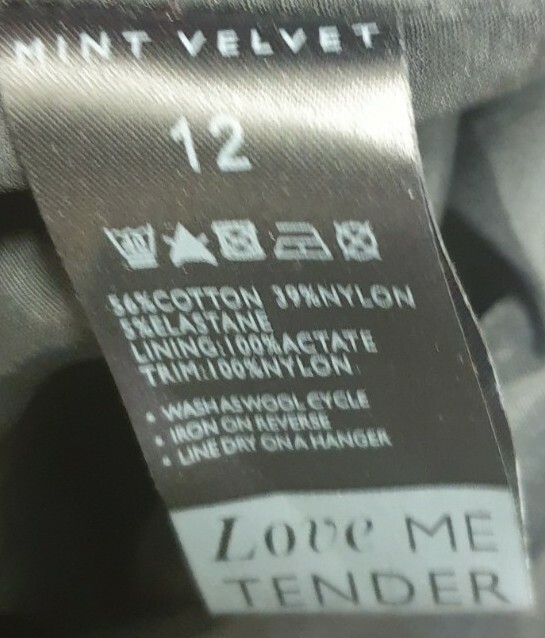 MINT VELVET
12
56%COTTON 39%NYLON
5%ELASTANE
LINING:100%ACTATE
TRIM:100%NYLON
• WASH AS WOOL CYCLE
• IRON ON REVERSE
• LINE DRY ON A HANGER
Love ME
TENDER